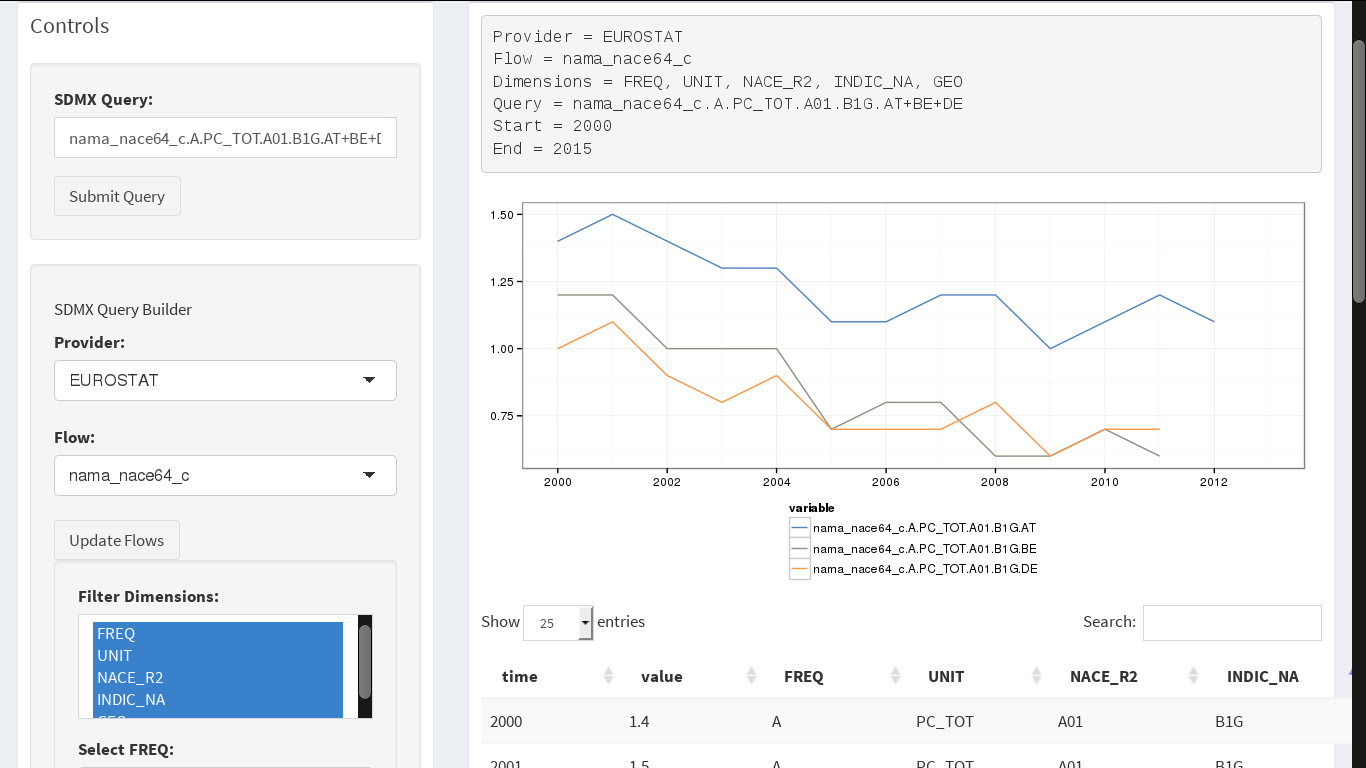 Controls
SDMX Query:
nama_nace64_c.A.PC_TOT.A01.B1G.AT+BE+D
Submit Query
SDMX Query Builder
Provider:
EUROSTAT
Flow:
nama_nace64_c
Update Flows
Filter Dimensions:
FREQ
UNIT
NACE_R2
INDIC_NA
GEO
Select FREQ:
Provider = EUROSTAT
Flow = nama_nace64_c
Dimensions = FREQ, UNIT, NACE_R2, INDIC_NA, GEO
Query = nama_nace64_c.A.PC_TOT.A01.B1G.AT+BE+DE
Start = 2000
End = 2015
1.50
1.25
1.00
0.75
2000 2002 2004 2006 2008 2010 2012
variable
nama_nace64_c.A.PC_TOT.A01.B1G.AT
nama_nace64_c.A.PC_TOT.A01.B1G.BE
nama_nace64_c.A.PC_TOT.A01.B1G.DE
Show 25 entries Search:
time value FREQ UNIT NACE_R2 INDIC_NA
2000 1.4 A PC_TOT A01 B1G
2001 1.5 A PC_TOT A01 B1G